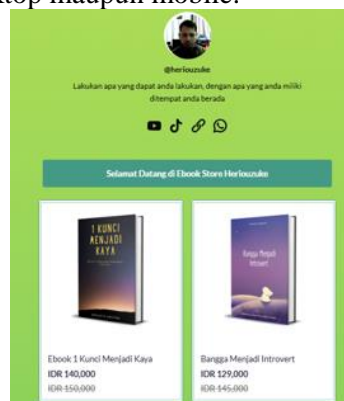 top maupun mobile.
@heriouzuke
Lakukan apa yang dapat anda lakukan, dengan apa yang anda miliki
ditempat anda berada
Selamat Datang di Ebook Store Heriouzuke
1 KUNCI
MENJADI
KAYA
Bangga Menjadi
Introvert
Ebook 1 Kunci Menjadi Kaya
IDR 140,000
IDR 150,000
Bangga Menjadi Introvert
IDR 129,000
IDR 145,000